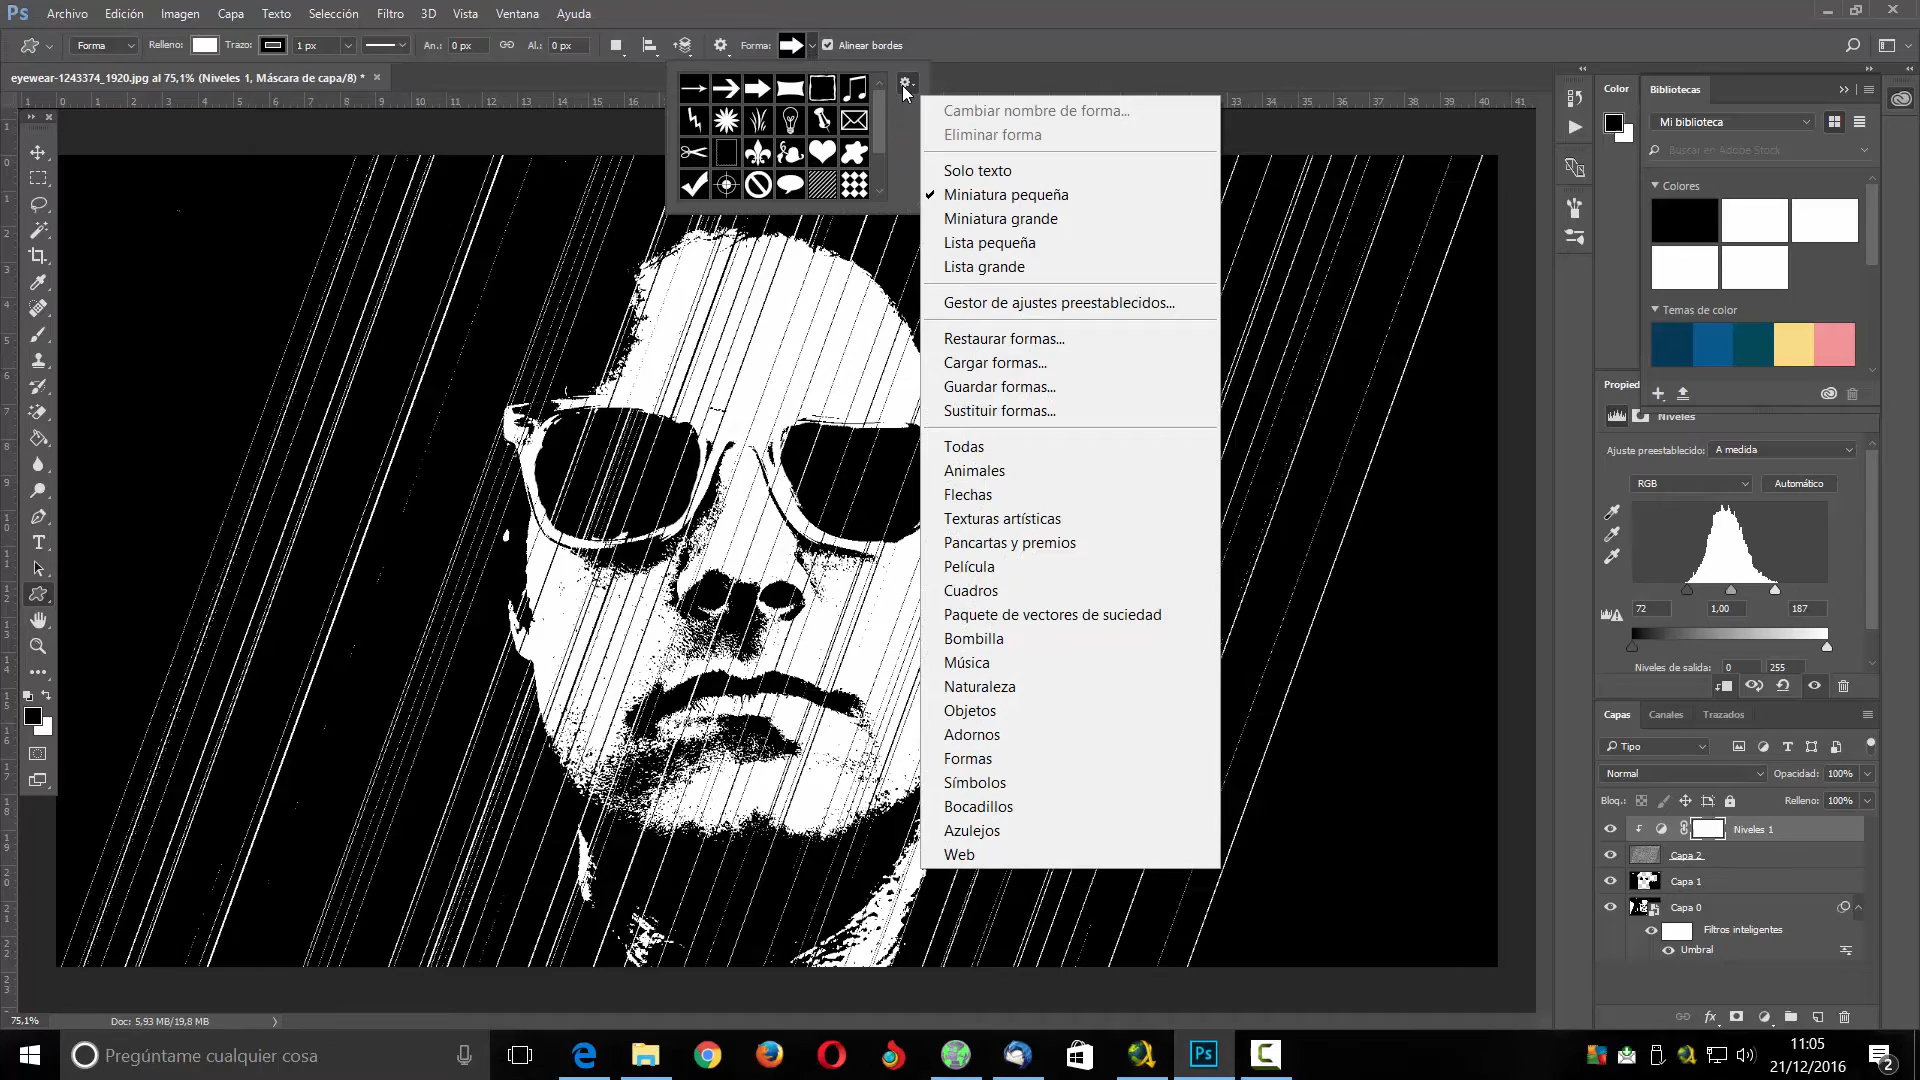 Ps Archivo Edición Imagen Capa Texto Selección Filtro 3D Vista Ventana Ayuda
Forma Relleno: Trazo: 1 px An.: 0 px Al.: 0 px Forma: Alinear bordes
eyewear-1243374_1920.jpg al 75,1% (Niveles 1, Máscara de capa/8) *
Cambiar nombre de forma...
Eliminar forma
Solo texto
Miniatura pequeña
Miniatura grande
Lista pequeña
Lista grande
Gestor de ajustes preestablecidos...
Restaurar formas...
Cargar formas...
Guardar formas...
Sustituir formas...
Todas
Animales
Flechas
Texturas artísticas
Pancartas y premios
Película
Cuadros
Paquete de vectores de suciedad
Bombilla
Música
Naturaleza
Objetos
Adornos
Formas
Símbolos
Bocadillos
Azulejos
Web
Color
Bibliotecas
Mi biblioteca
Buscar en Adobe Stock
Colores
Temas de color
Propied
Niveles
Ajuste preestablecido: A medida
RGB Automático
72 1,00 187
Niveles de salida: 0 255
Capas Canales Trazados
Tipo
Normal Opacidad: 100%
Bloq.: Relleno: 100%
Niveles 1
Capa 2
Capa 1
Capa 0
Filtros inteligentes
Umbral
75,1% Doc: 5,93 MB/19,8 MB
Pregúntame cualquier cosa
Ps
11:05
21/12/2016
2